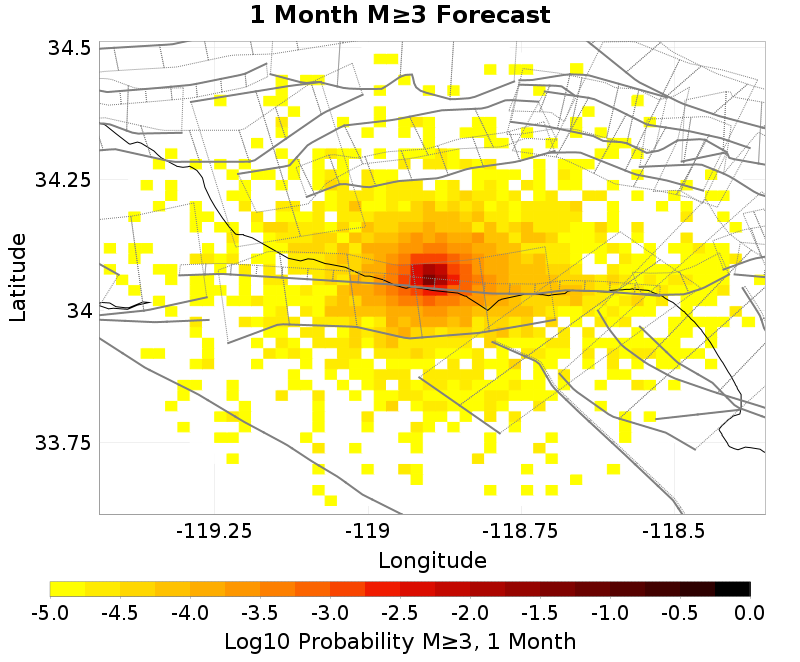 1 Month M≥3 Forecast
34.5
34.25
34
33.75
Latitude
-119.25 -119 -118.75 -118.5
Longitude
-5.0 -4.5 -4.0 -3.5 -3.0 -2.5 -2.0 -1.5 -1.0 -0.5 0.0
Log10 Probability M≥3, 1 Month